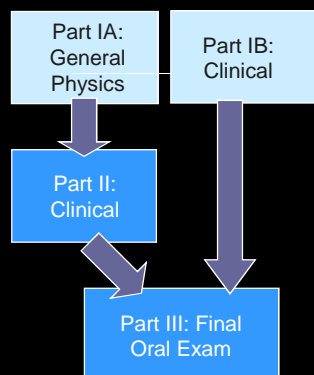 Part IA:
General
Physics
Part IB:
Clinical
Part II:
Clinical
Part III: Final
Oral Exam